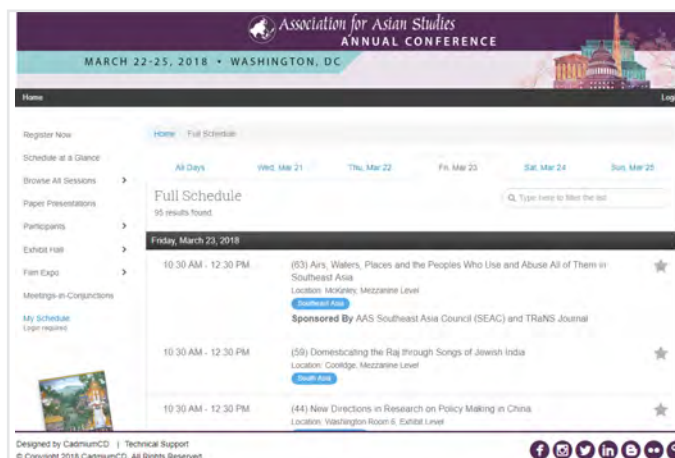 Association for Asian Studies
ANNUAL CONFERENCE
MARCH 22-25, 2018 • WASHINGTON, DC
Home
Register Now
Schedule at a Glance
Browse All Sessions
Paper Presentations
Participants
Exhibit Hall
Film Expo
Meetings-in-Conjunctions
My Schedule
Login required
Home Full Schedule
All Days Wed, Mar 21 Thu, Mar 22 Fri, Mar 23 Sat, Mar 24 Sun, Mar 25
Full Schedule
Type here to filter the list
95 results found
Friday, March 23, 2018
10:30 AM - 12:30 PM
(63) Airs, Waters, Places and the Peoples Who Use and Abuse All of Them in
Southeast Asia
Location: McKinley, Mezzanine Level
Southeast Asia
Sponsored By AAS Southeast Asia Council (SEAC) and TRaNS Journal
10:30 AM - 12:30 PM
(59) Domesticating the Raj through Songs of Jewish India
Location: Coolidge, Mezzanine Level
South Asia
10:30 AM - 12:30 PM
(44) New Directions in Research on Policy Making in China
Location: Washington Room 6, Exhibit Level
Designed by CadmiumCD | Technical Support
© Copyright 2018 CadmiumCD. All Rights Reserved.